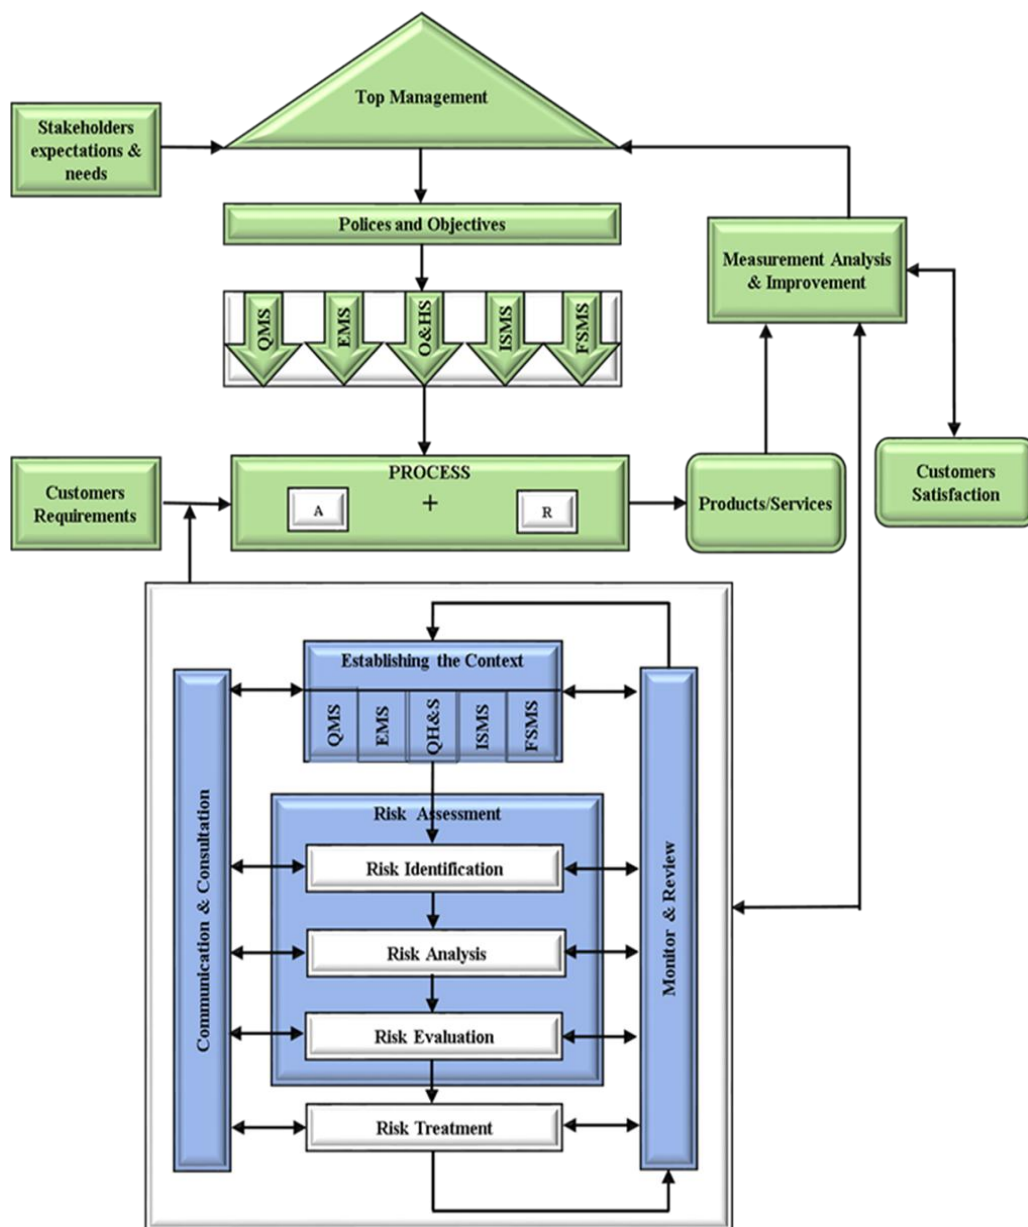 Top Management
Stakeholders
expectations &
needs
Polices and Objectives
Measurement Analysis
& Improvement
QMS
EMS
O&HS
ISMS
FSMS
Customers
Requirements
PROCESS
A
+
R
Products/Services
Customers
Satisfaction
Establishing the Context
QMS
EMS
QH&S
ISMS
FSMS
Communication & Consultation
Risk Assessment
Risk Identification
Risk Analysis
Risk Evaluation
Risk Treatment
Monitor & Review